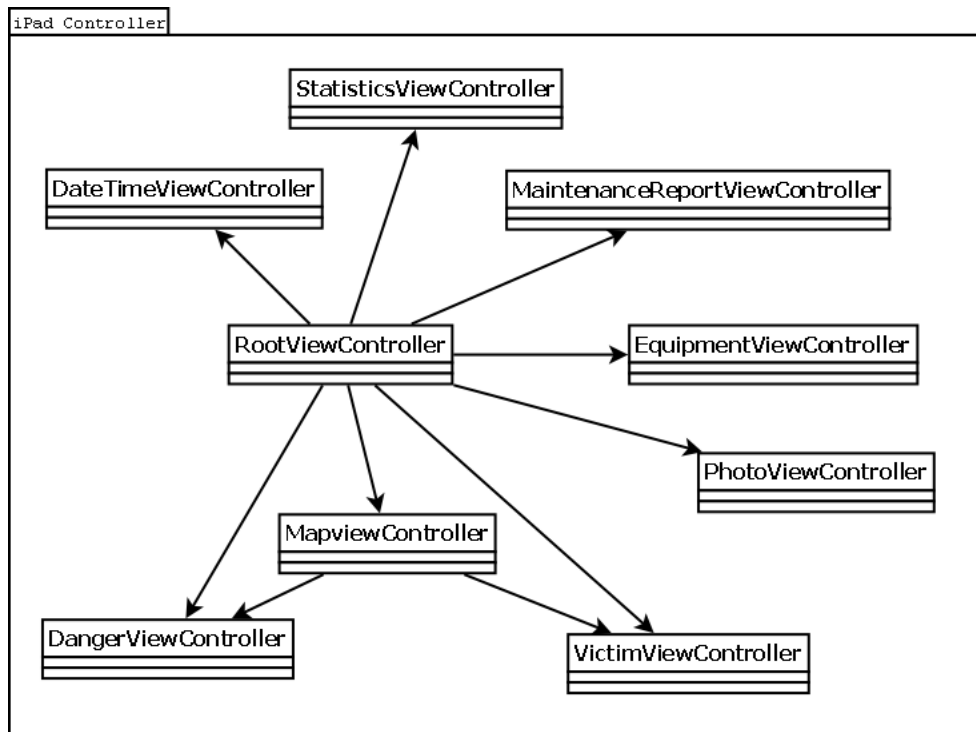 iPad Controller
StatisticsViewController
DateTimeViewController
MaintenanceReportViewController
RootViewController
EquipmentViewController
PhotoViewController
MapviewController
DangerViewController
VictimViewController